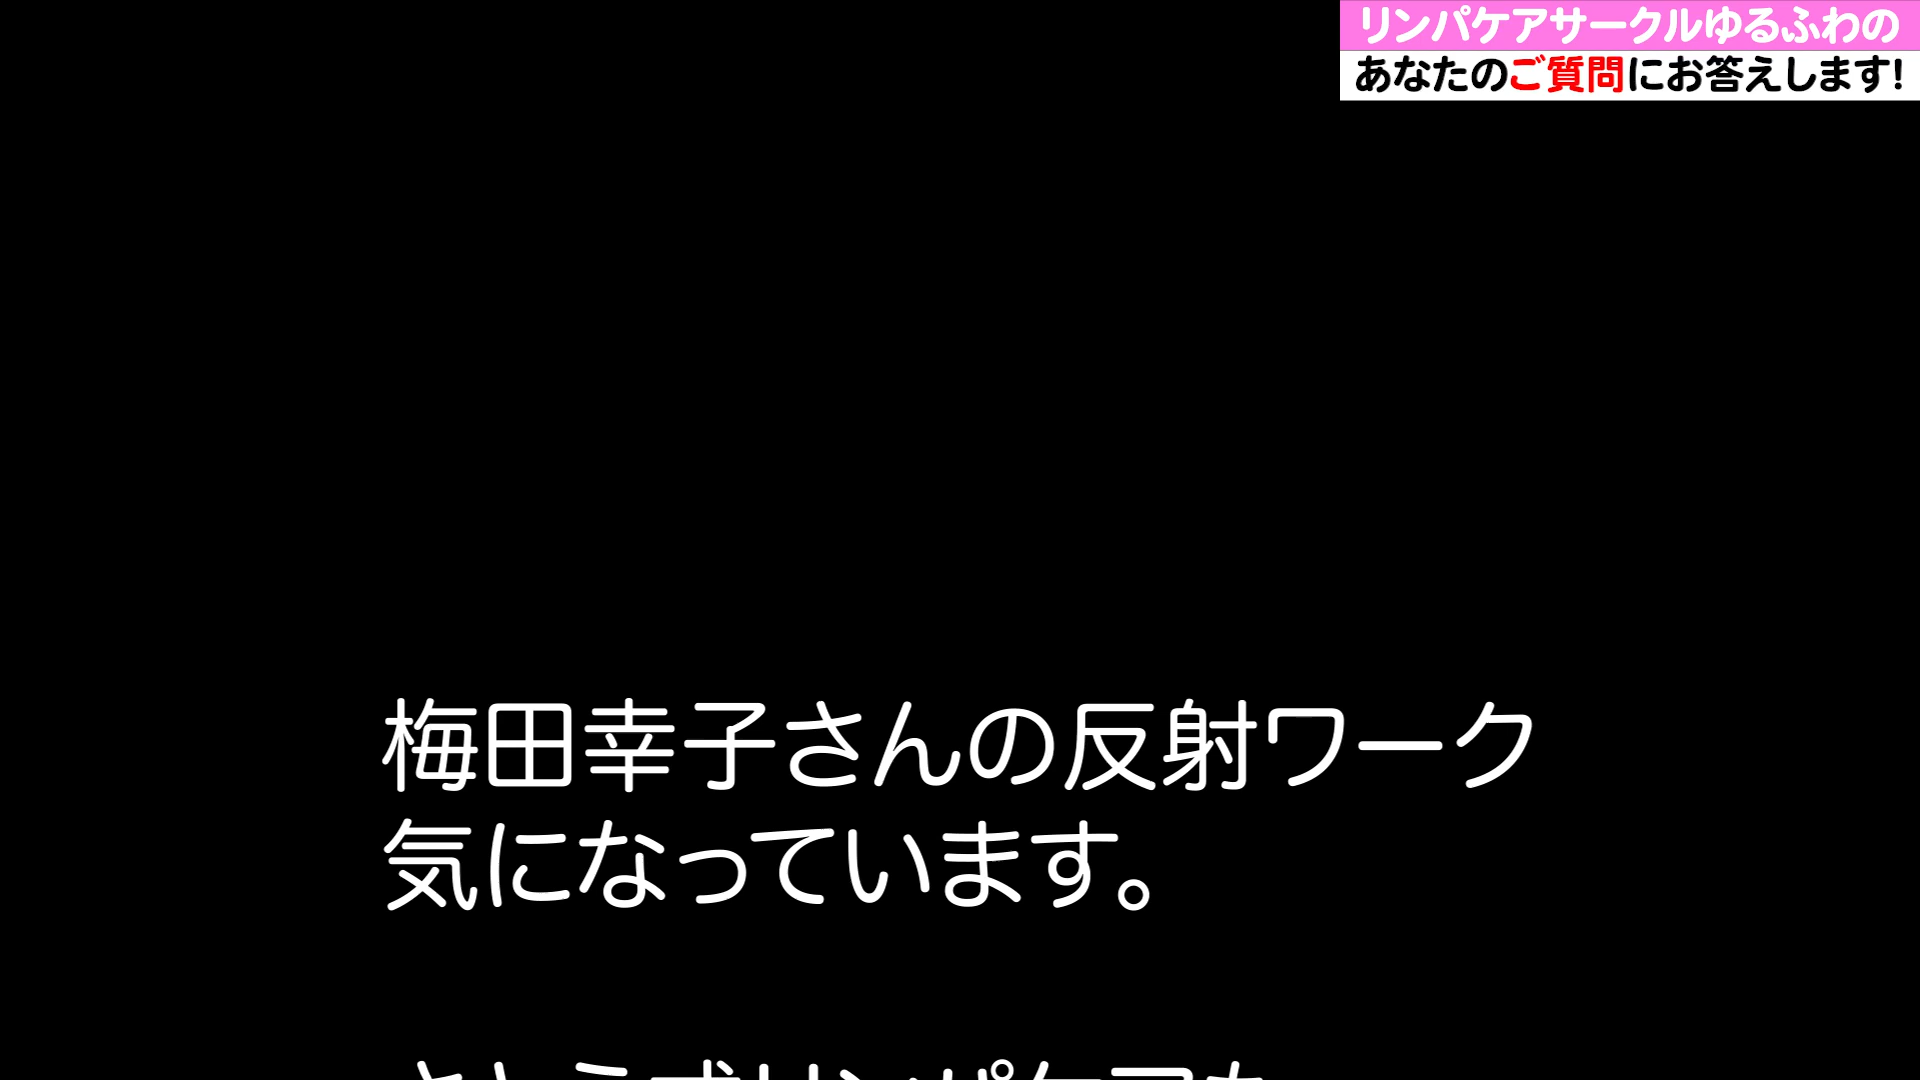 リンパケアサークルゆるふわの
あなたのご質問にお答えします!
梅田幸子さんの反射ワーク
気になっています。